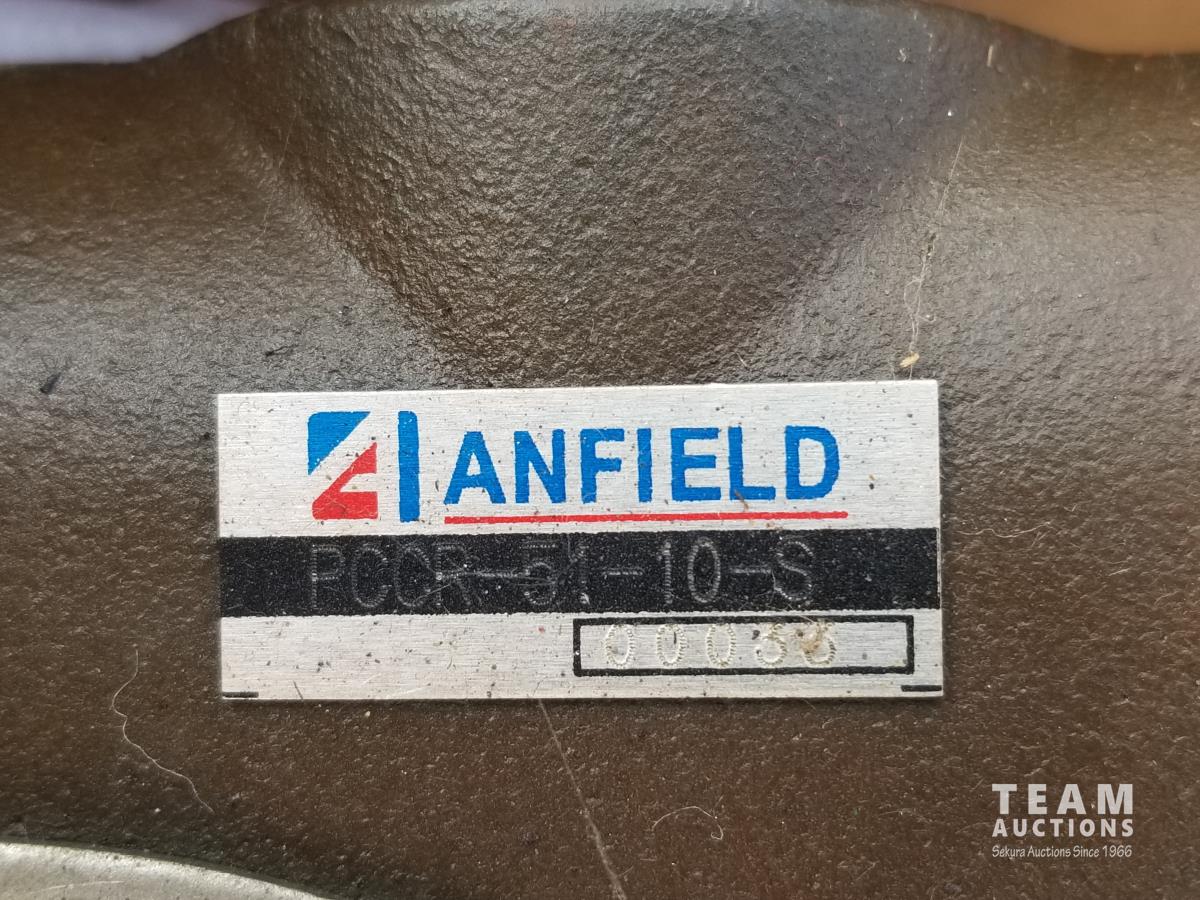 ANFIELD
PCCR-51-10-S
TEAM
AUCTIONS
Sekura Auctions Since 1966